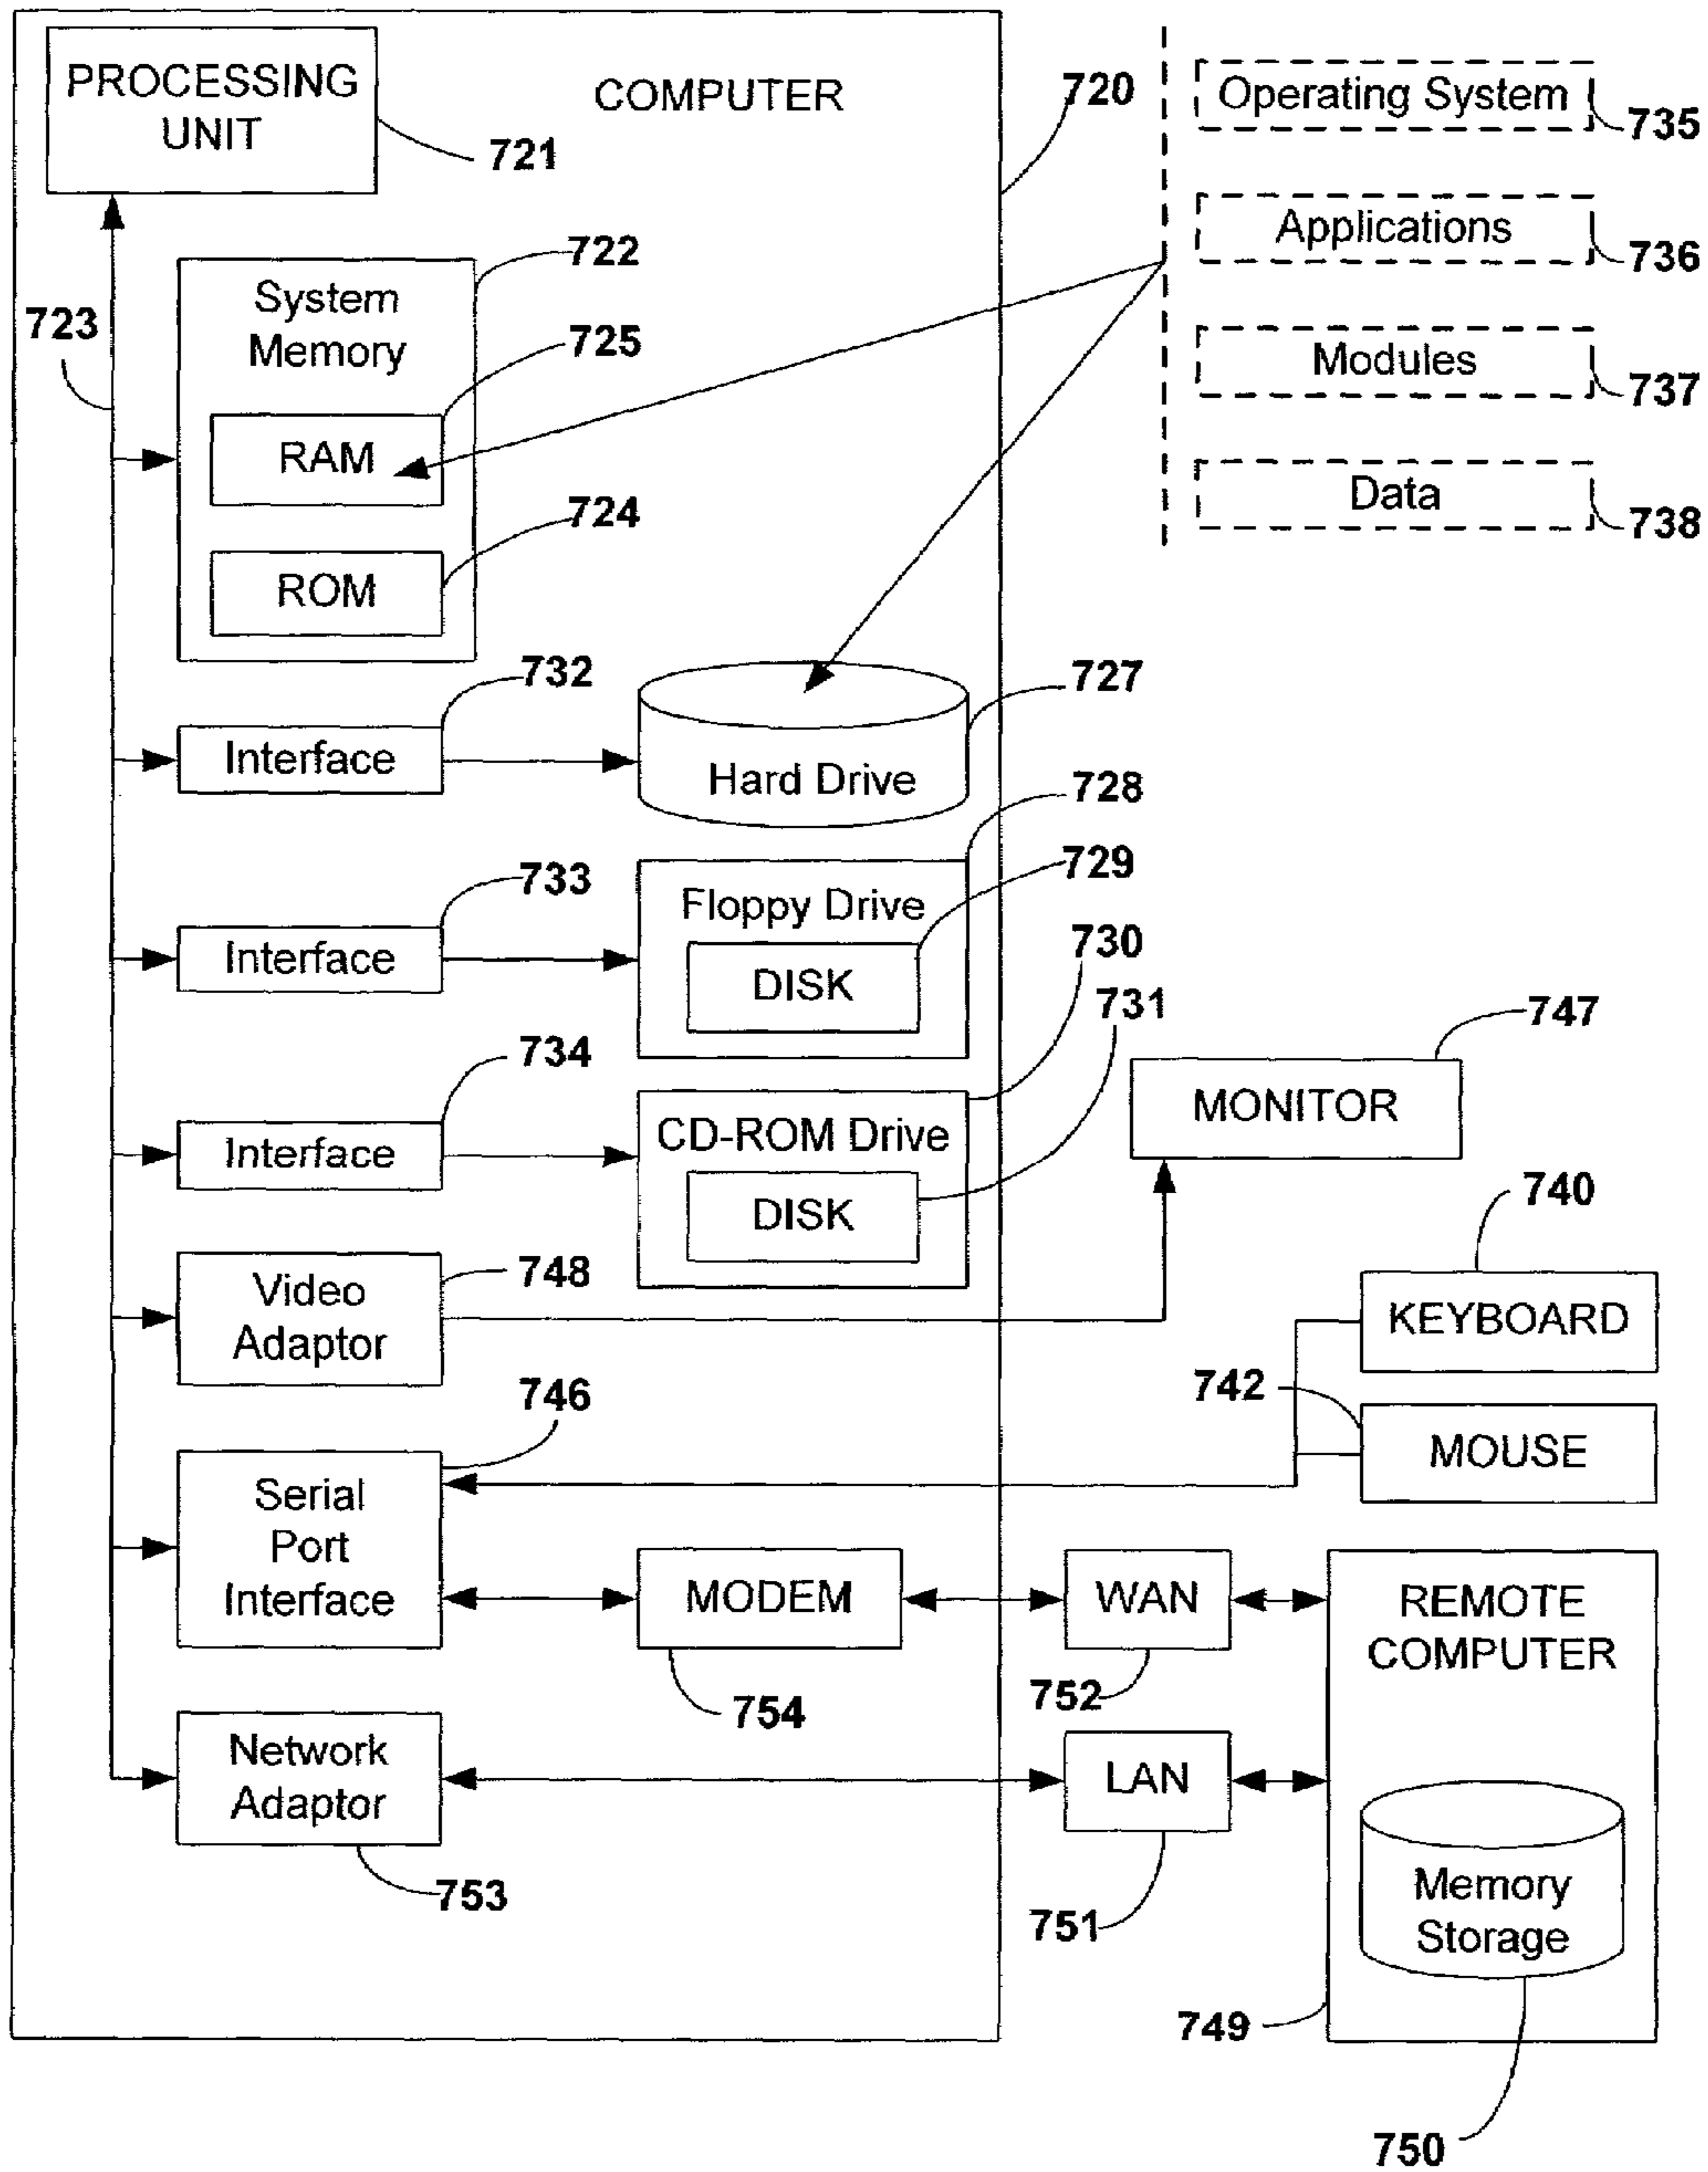 PROCESSING
UNIT
COMPUTER
720
721
Operating System
735
Applications
736
Modules
737
Data
738
722
System
Memory
723
725
RAM
724
ROM
732
Interface
727
Hard Drive
728
733
Interface
729
Floppy Drive
DISK
730
731
734
Interface
CD-ROM Drive
DISK
747
MONITOR
740
KEYBOARD
742
MOUSE
748
Video
Adaptor
746
Serial
Port
Interface
MODEM
754
WAN
752
REMOTE
COMPUTER
Network
Adaptor
753
LAN
751
Memory
Storage
749
750